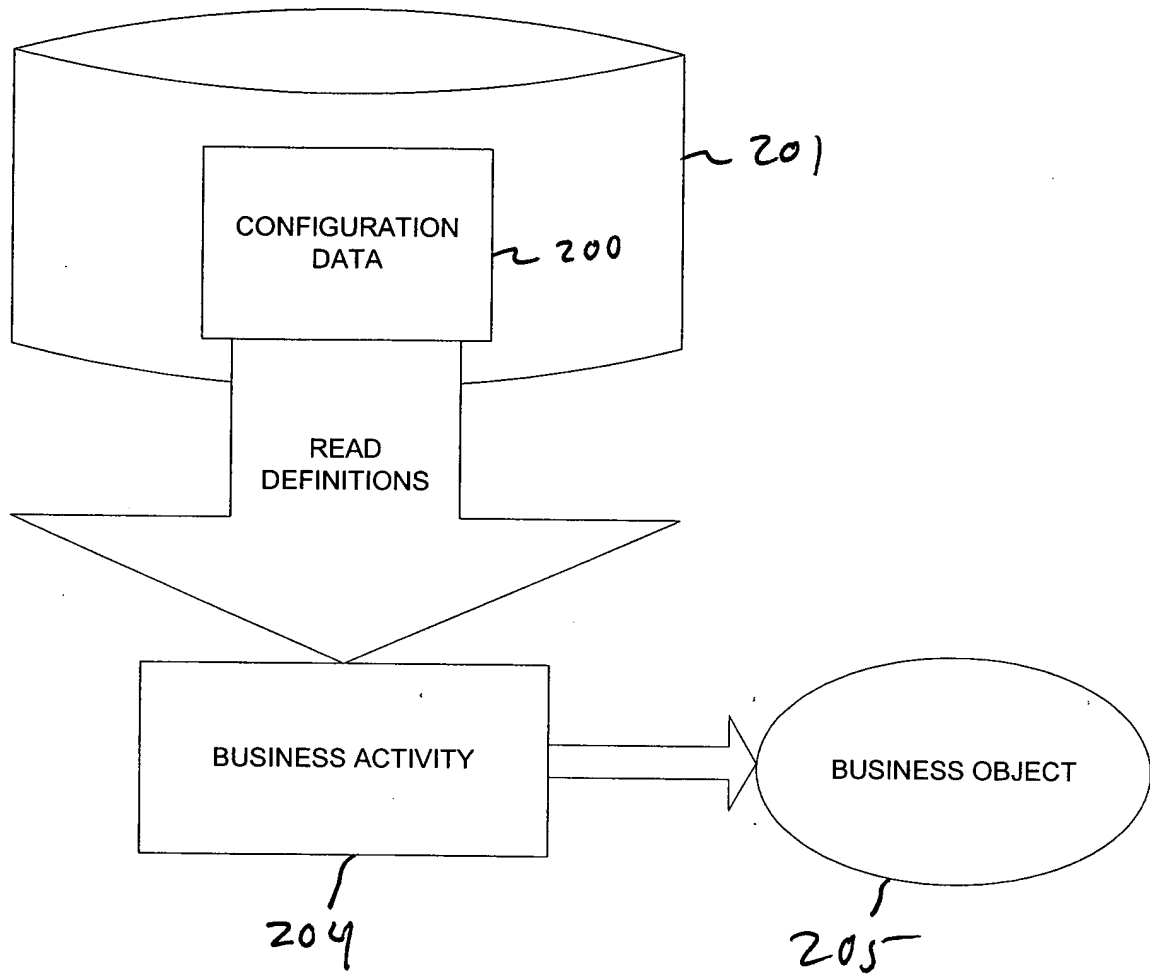 201
CONFIGURATION
DATA
200
READ
DEFINITIONS
BUSINESS ACTIVITY
BUSINESS OBJECT
204
205